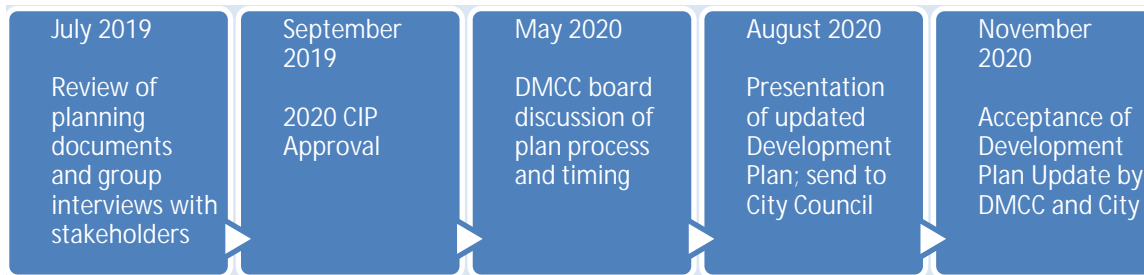 July 2019
Review of
planning
documents
and group
interviews with
stakeholders
September
2019
2020 CIP
Approval
May 2020
DMCC board
discussion of
plan process
and timing
August 2020
Presentation
of updated
Development
Plan; send to
City Council
November
2020
Acceptance of
Development
Plan Update by
DMCC and City